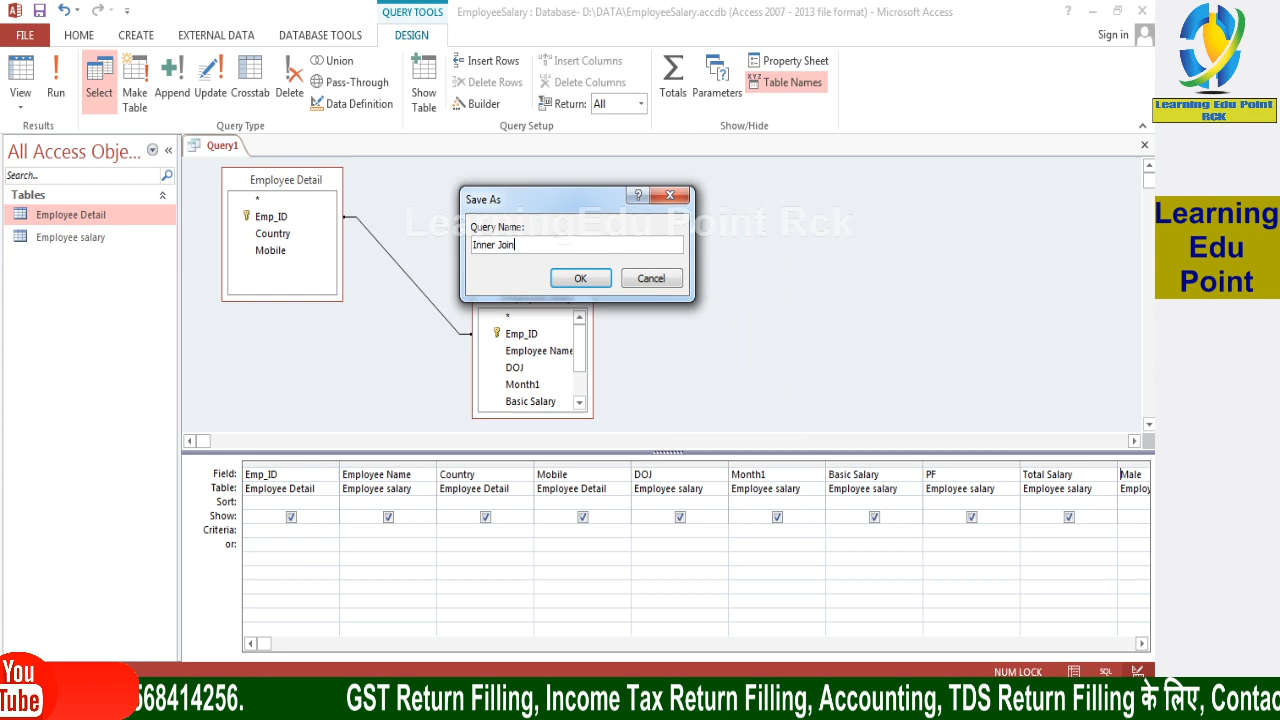 QUERY TOOLS
EmployeeSalary : Database- D:\DATA\EmployeeSalary.accdb (Access 2007 - 2013 file format) - Microsoft Access
FILE HOME CREATE EXTERNAL DATA DATABASE TOOLS DESIGN Sign in
View
Run
Select
Make Table
Append
Update
Crosstab
Delete
Union
Pass-Through
Data Definition
Show Table
Insert Rows
Delete Rows
Builder
Insert Columns
Delete Columns
Return: All
Totals
Parameters
Property Sheet
XYZ Table Names
Results Query Type Query Setup Show/Hide
Learning Edu Point
RCK
All Access Obje...
Search..
Tables
Employee Detail
Employee salary
Query1
Employee Detail
*
Emp_ID
Country
Mobile
Save As
Query Name:
Inner Join
OK Cancel
LearningEdu Point Rck
*
Emp_ID
Employee Name
DOJ
Month1
Basic Salary
Learning
Edu
Point
Field: Emp_ID Employee Name Country Mobile DOJ Month1 Basic Salary PF Total Salary Male
Table: Employee Detail Employee salary Employee Detail Employee Detail Employee salary Employee salary Employee salary Employee salary Employee salary Employ
Sort:
Show:
Criteria:
or:
NUM LOCK SQL
You
Tube
568414256. GST Return Filling, Income Tax Return Filling, Accounting, TDS Return Filling के लिए, Contac